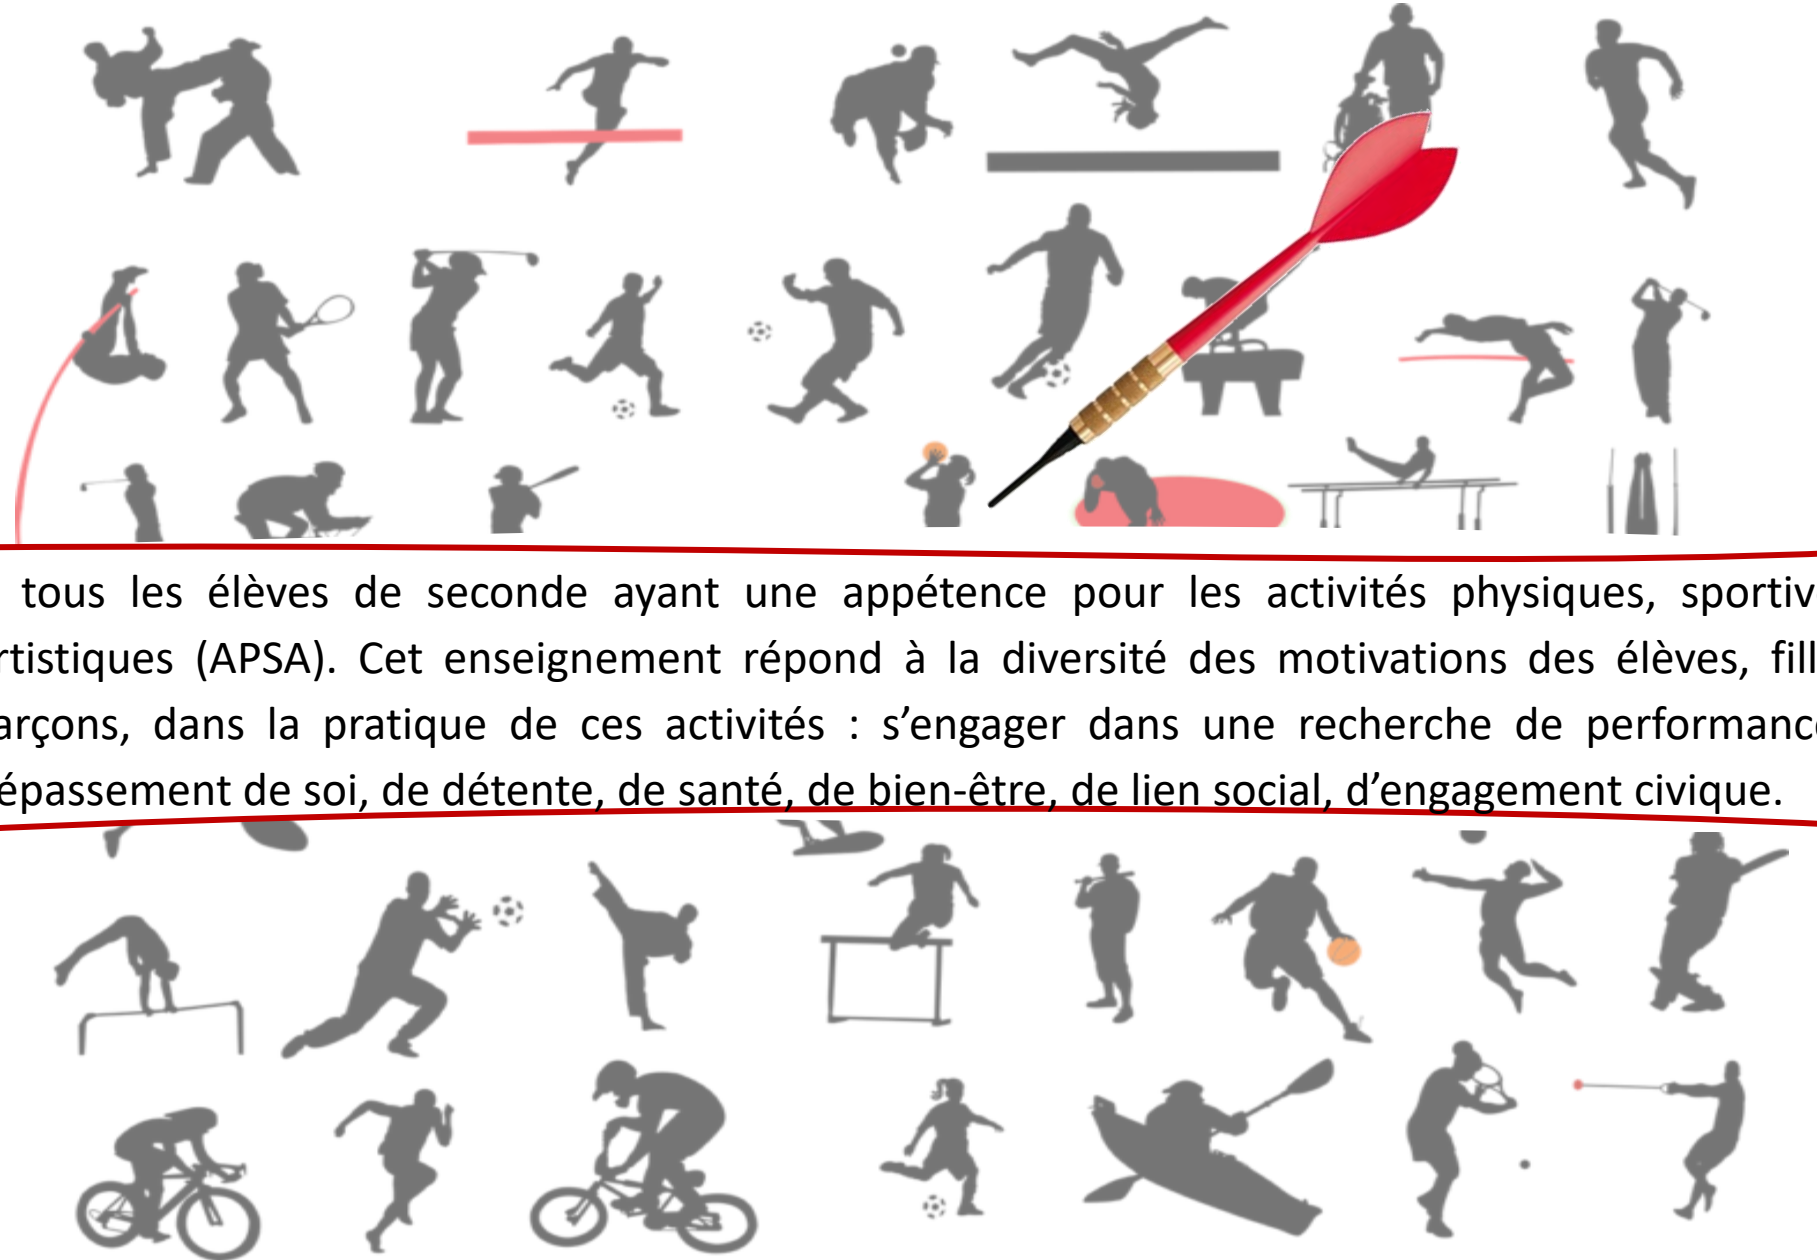 tous les élèves de seconde ayant une appétence pour les activités physiques, sportiv
rtistiques (APSA). Cet enseignement répond à la diversité des motivations des élèves, fill
arçons, dans la pratique de ces activités : s’engager dans une recherche de performance
épassement de soi, de détente, de santé, de bien-être, de lien social, d’engagement civique.